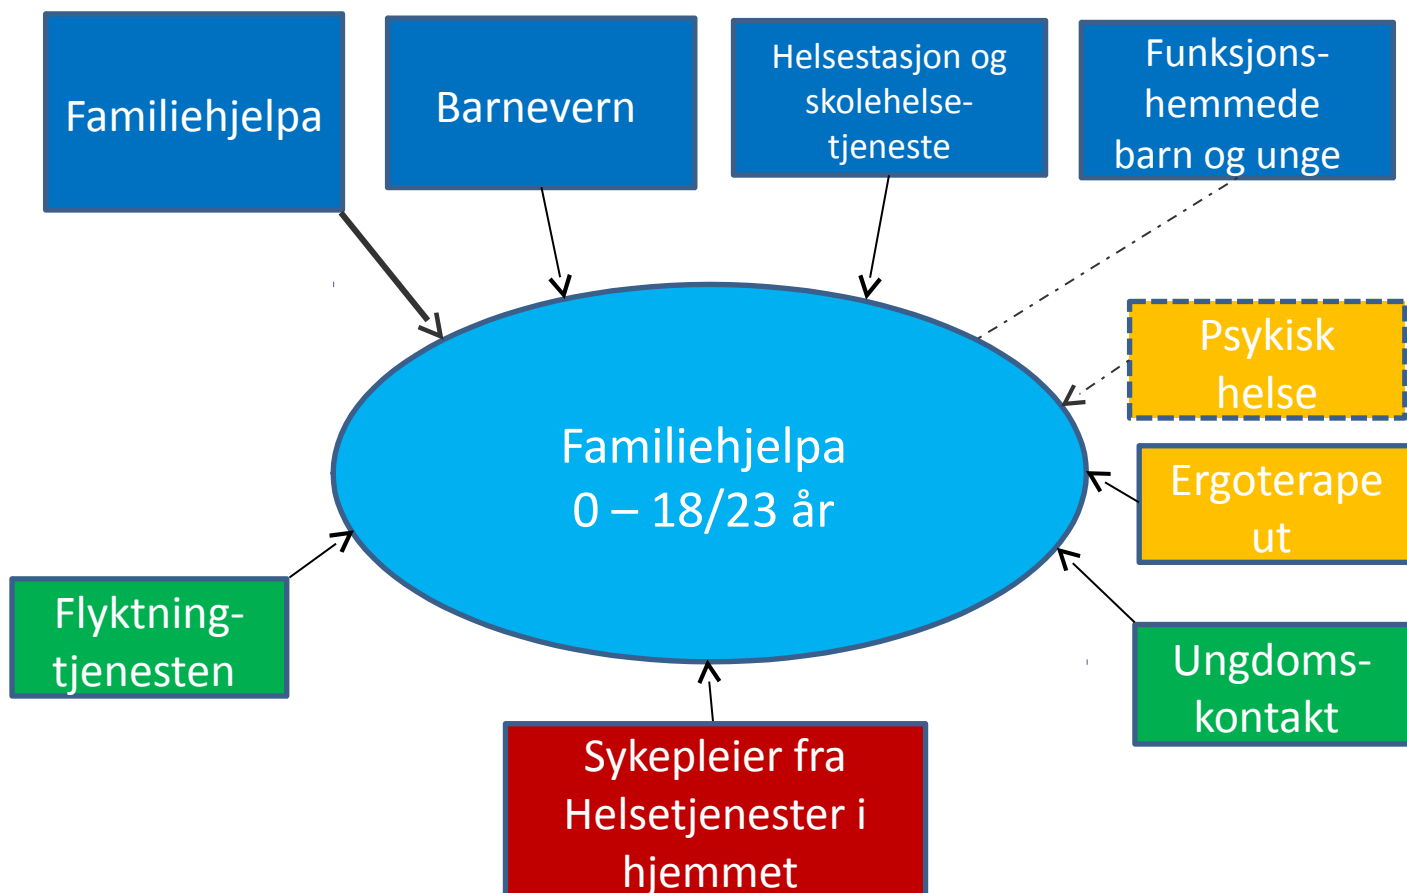 Familiehjelpa
Barnevern
Helsestasjon og
skolehelse-
tjeneste
Funksjons-
hemmede
barn og unge
Psykisk
helse
Familiehjelpa
0 – 18/23 år
Ergoterape
ut
Flyktning-
tjenesten
Ungdoms-
kontakt
Sykepleier fra
Helsetjenester i
hjemmet